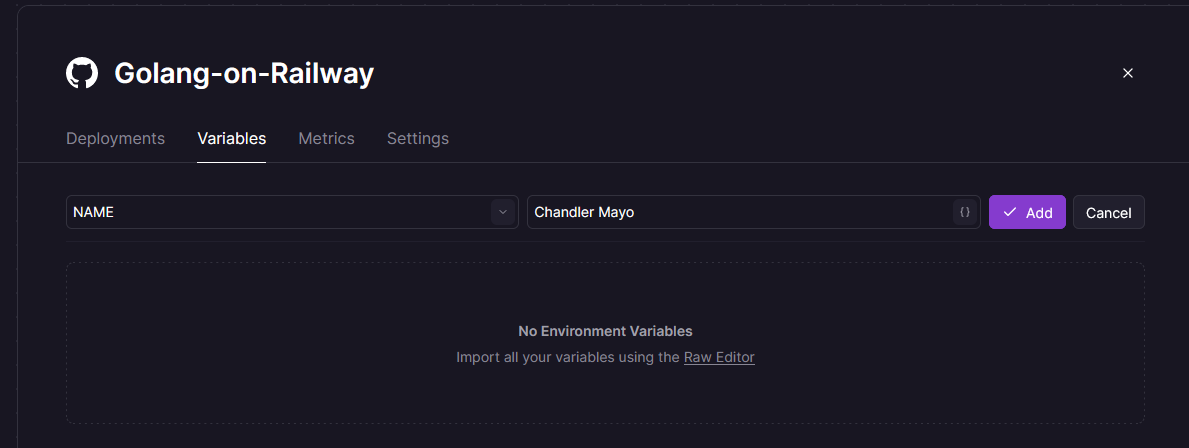 Golang-on-Railway
Deployments Variables Metrics Settings
NAME Chandler Mayo {} Add Cancel
No Environment Variables
Import all your variables using the Raw Editor